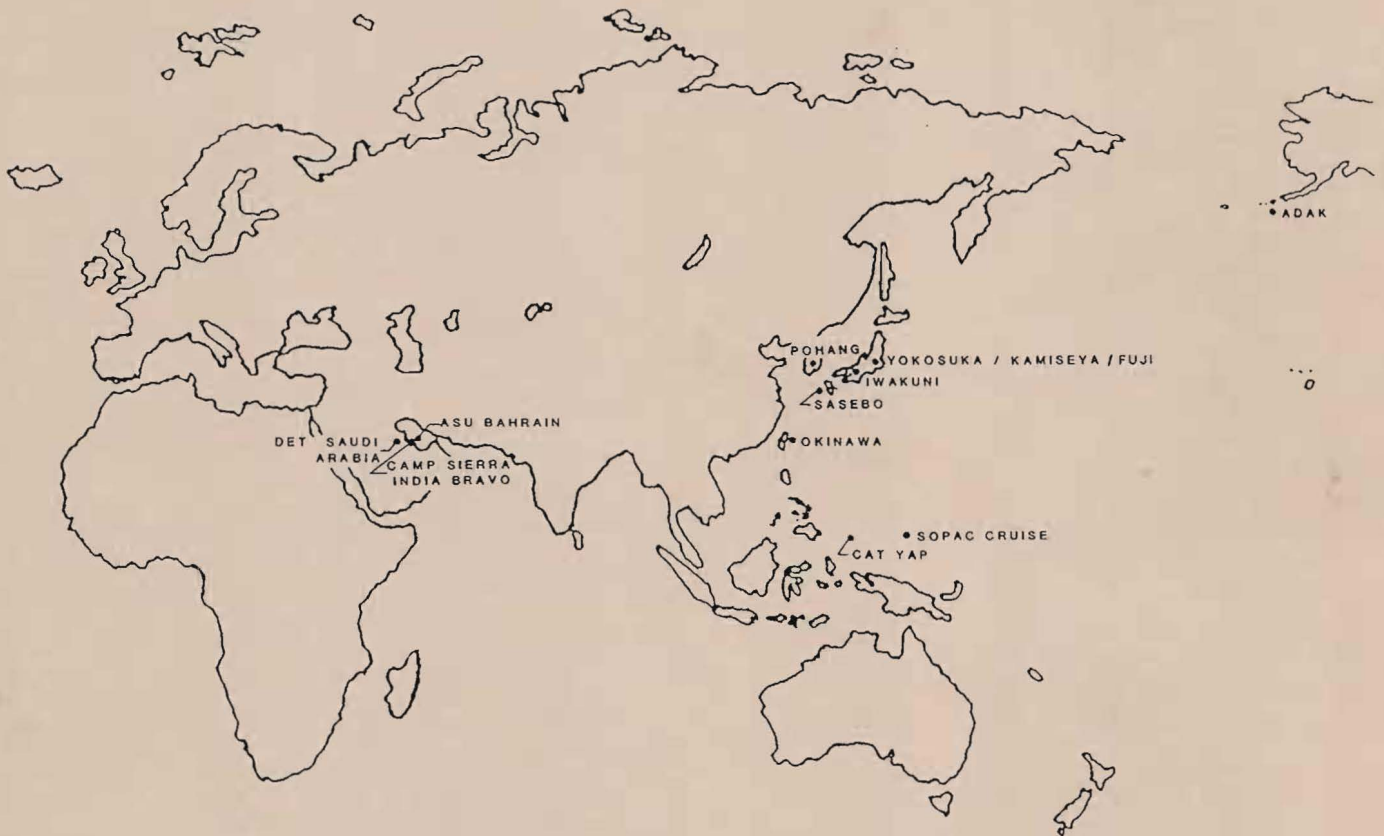 ADAK
POHANG
YOKOSUKA / KAMISEYA / FUJI
IWAKUNI
SASEBO
ASU BAHRAIN
DET SAUDI
ARABIA
CAMP SIERRA
INDIA BRAVO
OKINAWA
SOPAC CRUISE
CAT YAP